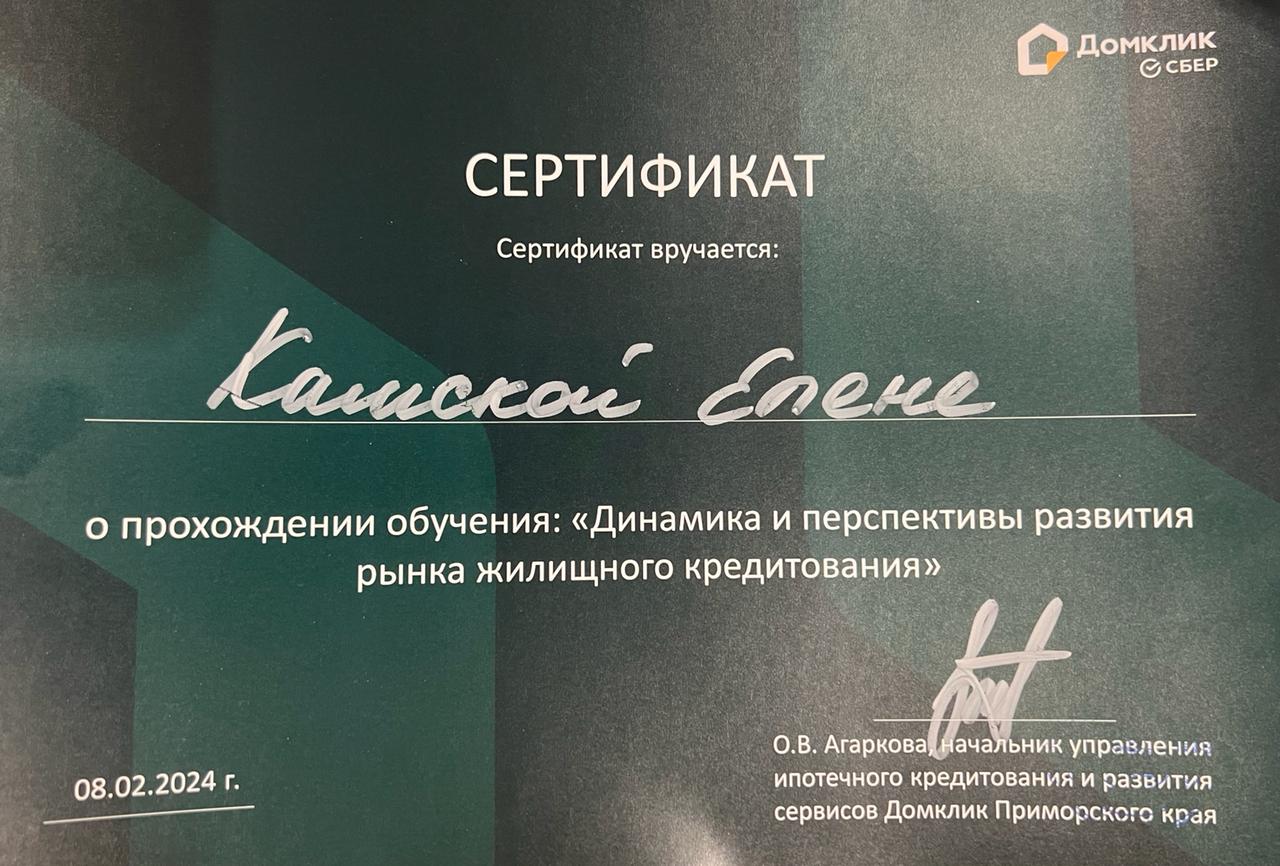 Домклик
СБЕР
СЕРТИФИКАТ
Сертификат вручается:
Камской Елене
о прохождении обучения: «Динамика и перспективы развития
рынка жилищного кредитования»
О.В. Агаркова, начальник управления
ипотечного кредитования и развития
сервисов Домклик Приморского края
08.02.2024 г.